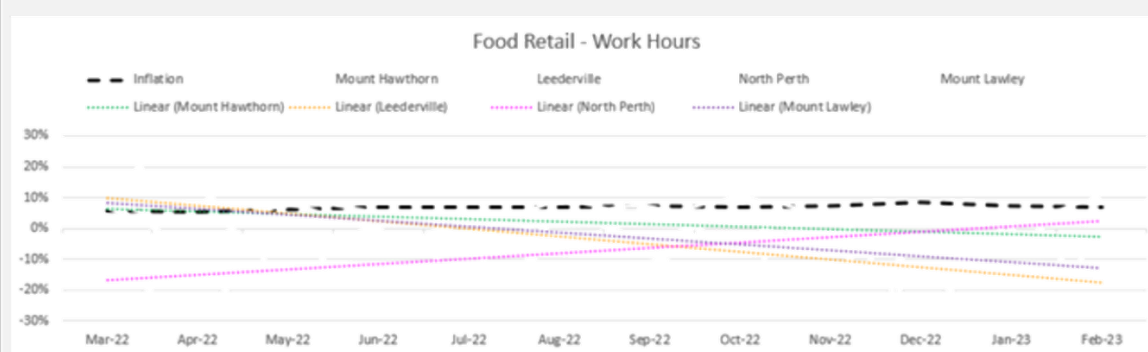 Food Retail - Work Hours
Inflation Mount Hawthorn Leederville North Perth Mount Lawley
Linear (Mount Hawthorn) Linear (Leederville) Linear (North Perth) Linear (Mount Lawley)
30%
20%
10%
0%
-10%
-20%
-30%
Mar-22 Apr-22 May-22 Jun-22 Jul-22 Aug-22 Sep-22 Oct-22 Nov-22 Dec-22 Jan-23 Feb-23